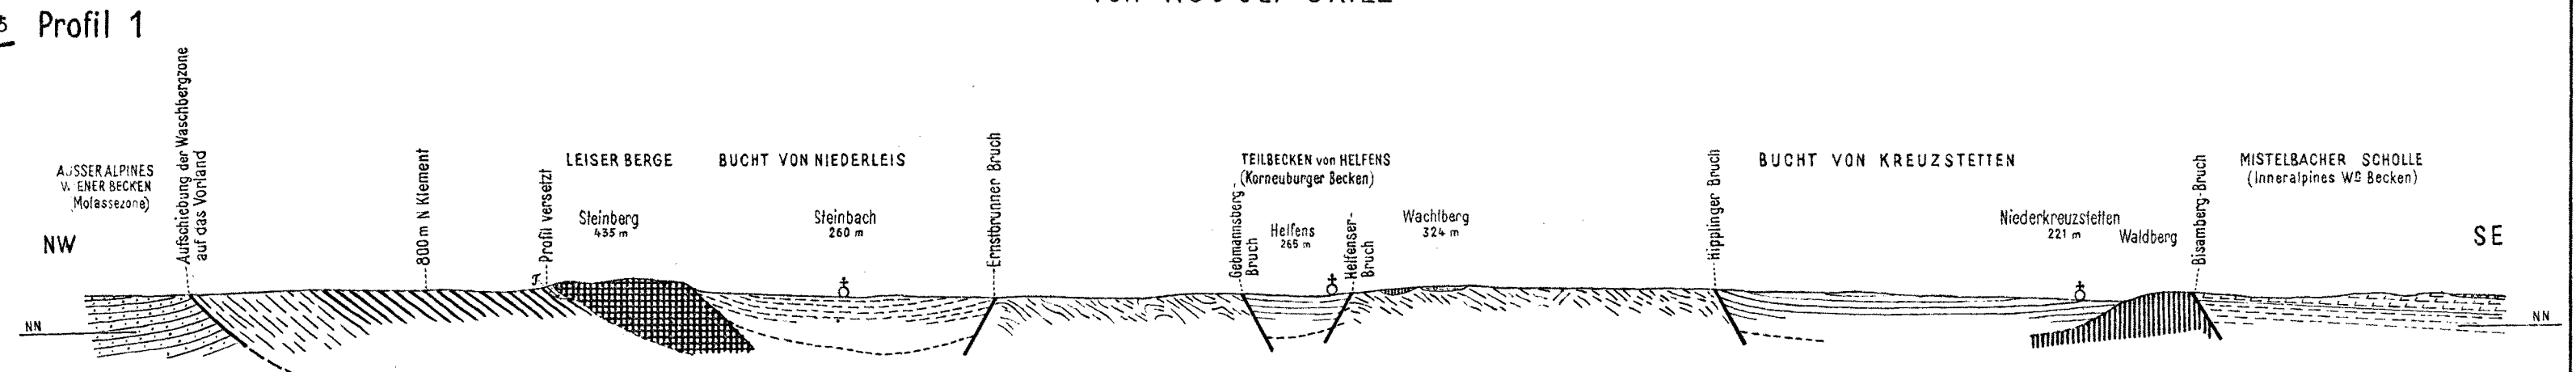 Profil 1
AUSSERALPINES
W ENER BECKEN
Molassezone)
Aufschiebung der Waschbergzone
auf das Vorland
800 m N Klement
Profil versetzt
LEISER BERGE
BUCHT VON NIEDERLEIS
Ernstbrunner Bruch
TEILBECKEN von HELFENS
(Korneuburger Becken)
Hipplinger Bruch
BUCHT VON KREUZSTETTEN
Bisamberg-Bruch
MISTELBACHER SCHOLLE
(Inneralpines Wr Becken)
NW
Steinberg
435 m
Steinbach
260 m
Gebmannsberg-
Bruch
Helfens
265 m
Helfenser-
Bruch
Wachtberg
324 m
Niederkreuzstetten
221 m
Waldberg
SE
T.
NN
NN